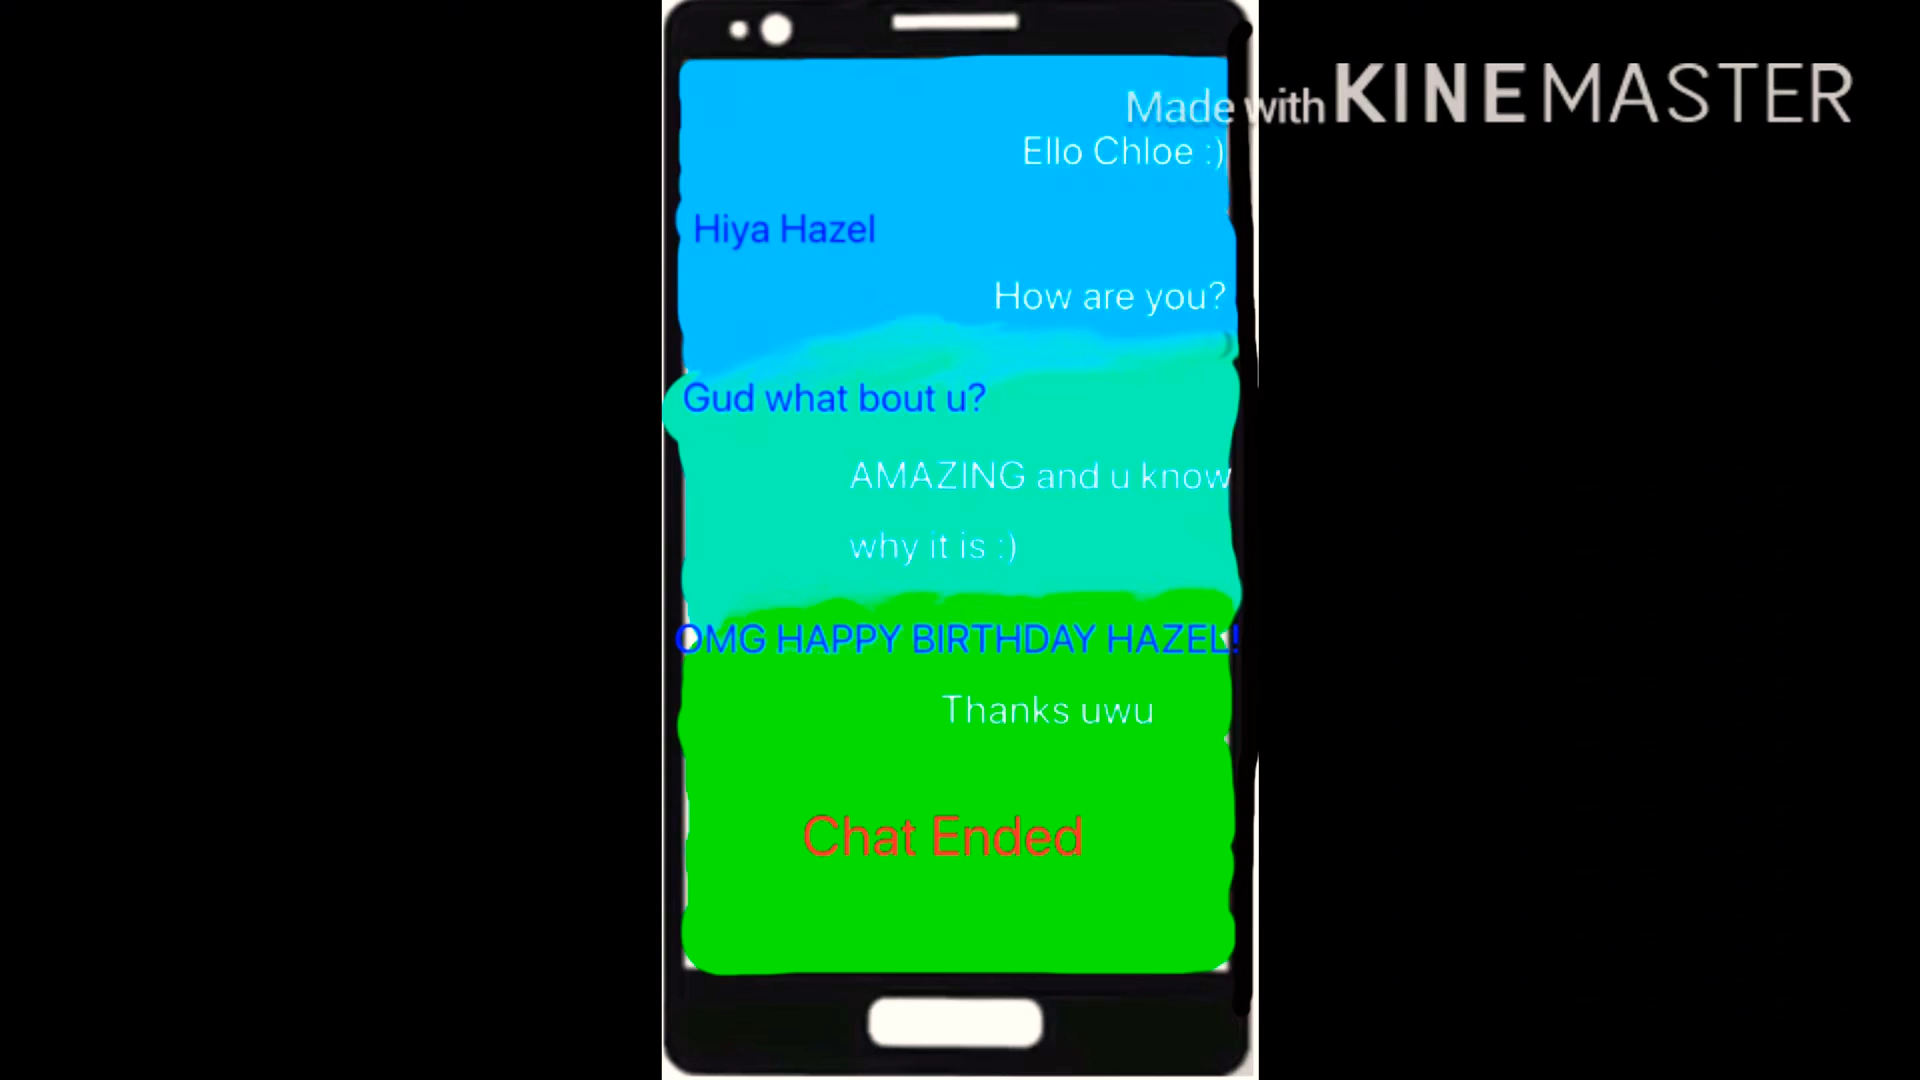 Made with KINEMASTER
Ello Chloe :)
Hiya Hazel
How are you?
Gud what bout u?
AMAZING and u know
why it is :)
OMG HAPPY BIRTHDAY HAZEL!
Thanks uwu
Chat Ended